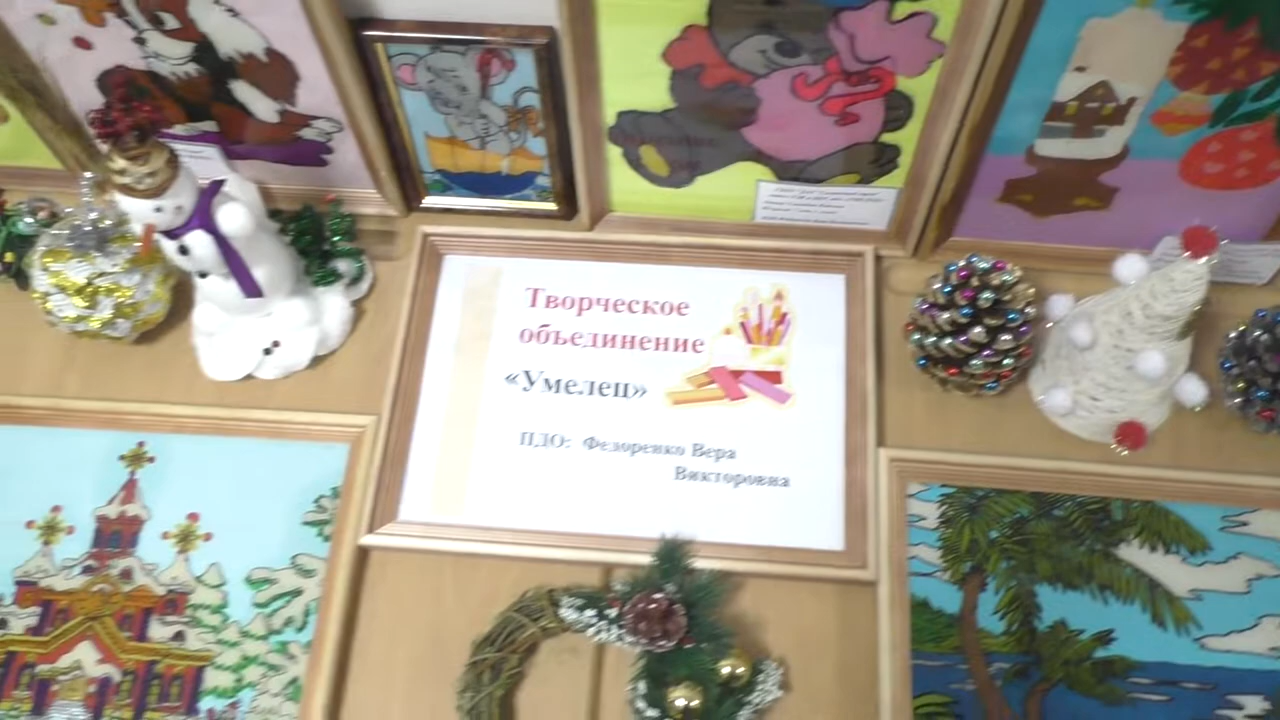 Творческое
объединение
«Умелец»
ПДО: Федоренко Вера
Викторовна